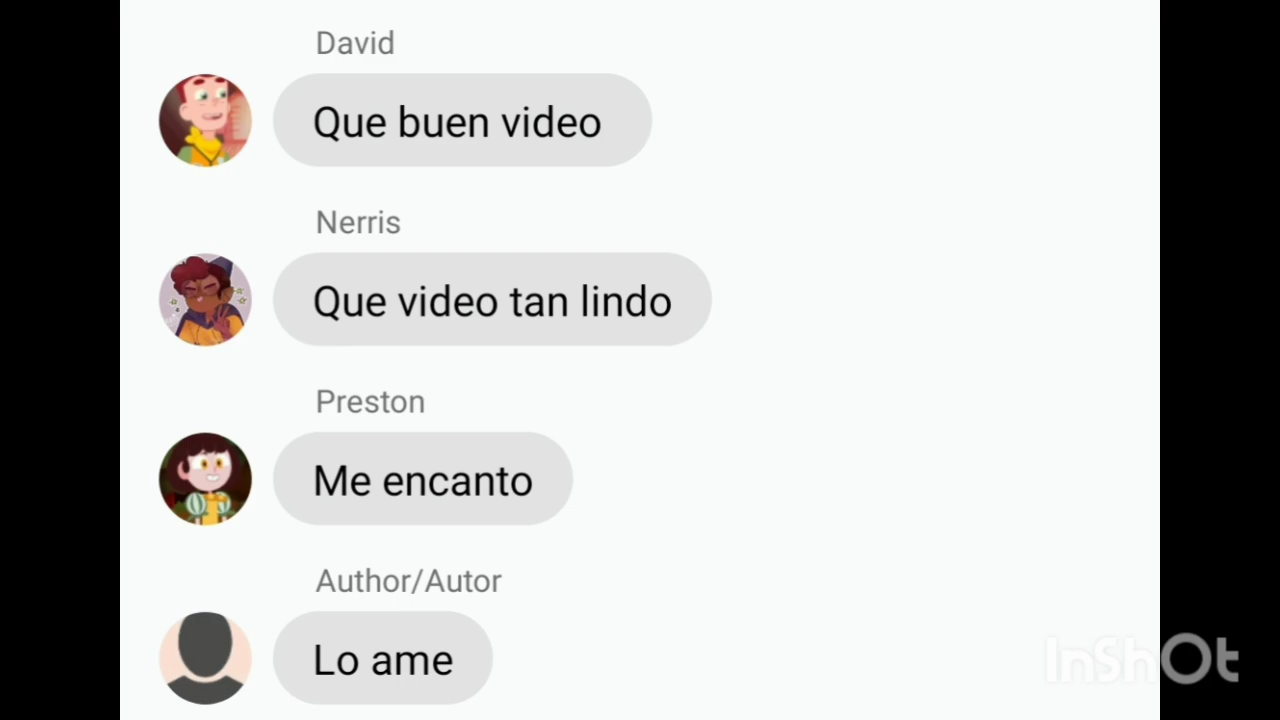 David
Que buen video
Nerris
Que video tan lindo
Preston
Me encanto
Author/Autor
Lo ame
InShOt